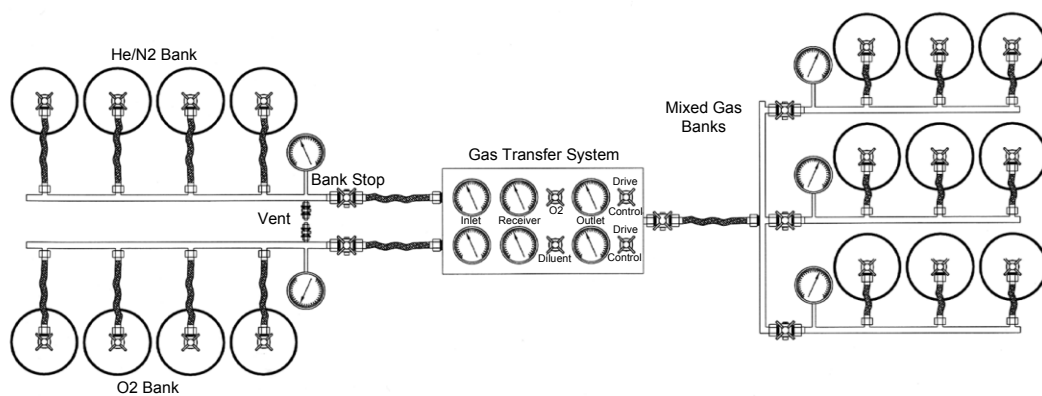 He/N2 Bank
Mixed Gas
Banks
Gas Transfer System
Bank Stop
Drive
Control
Inlet
Receiver
O2
Outlet
Vent
Drive
Control
Diluent
O2 Bank